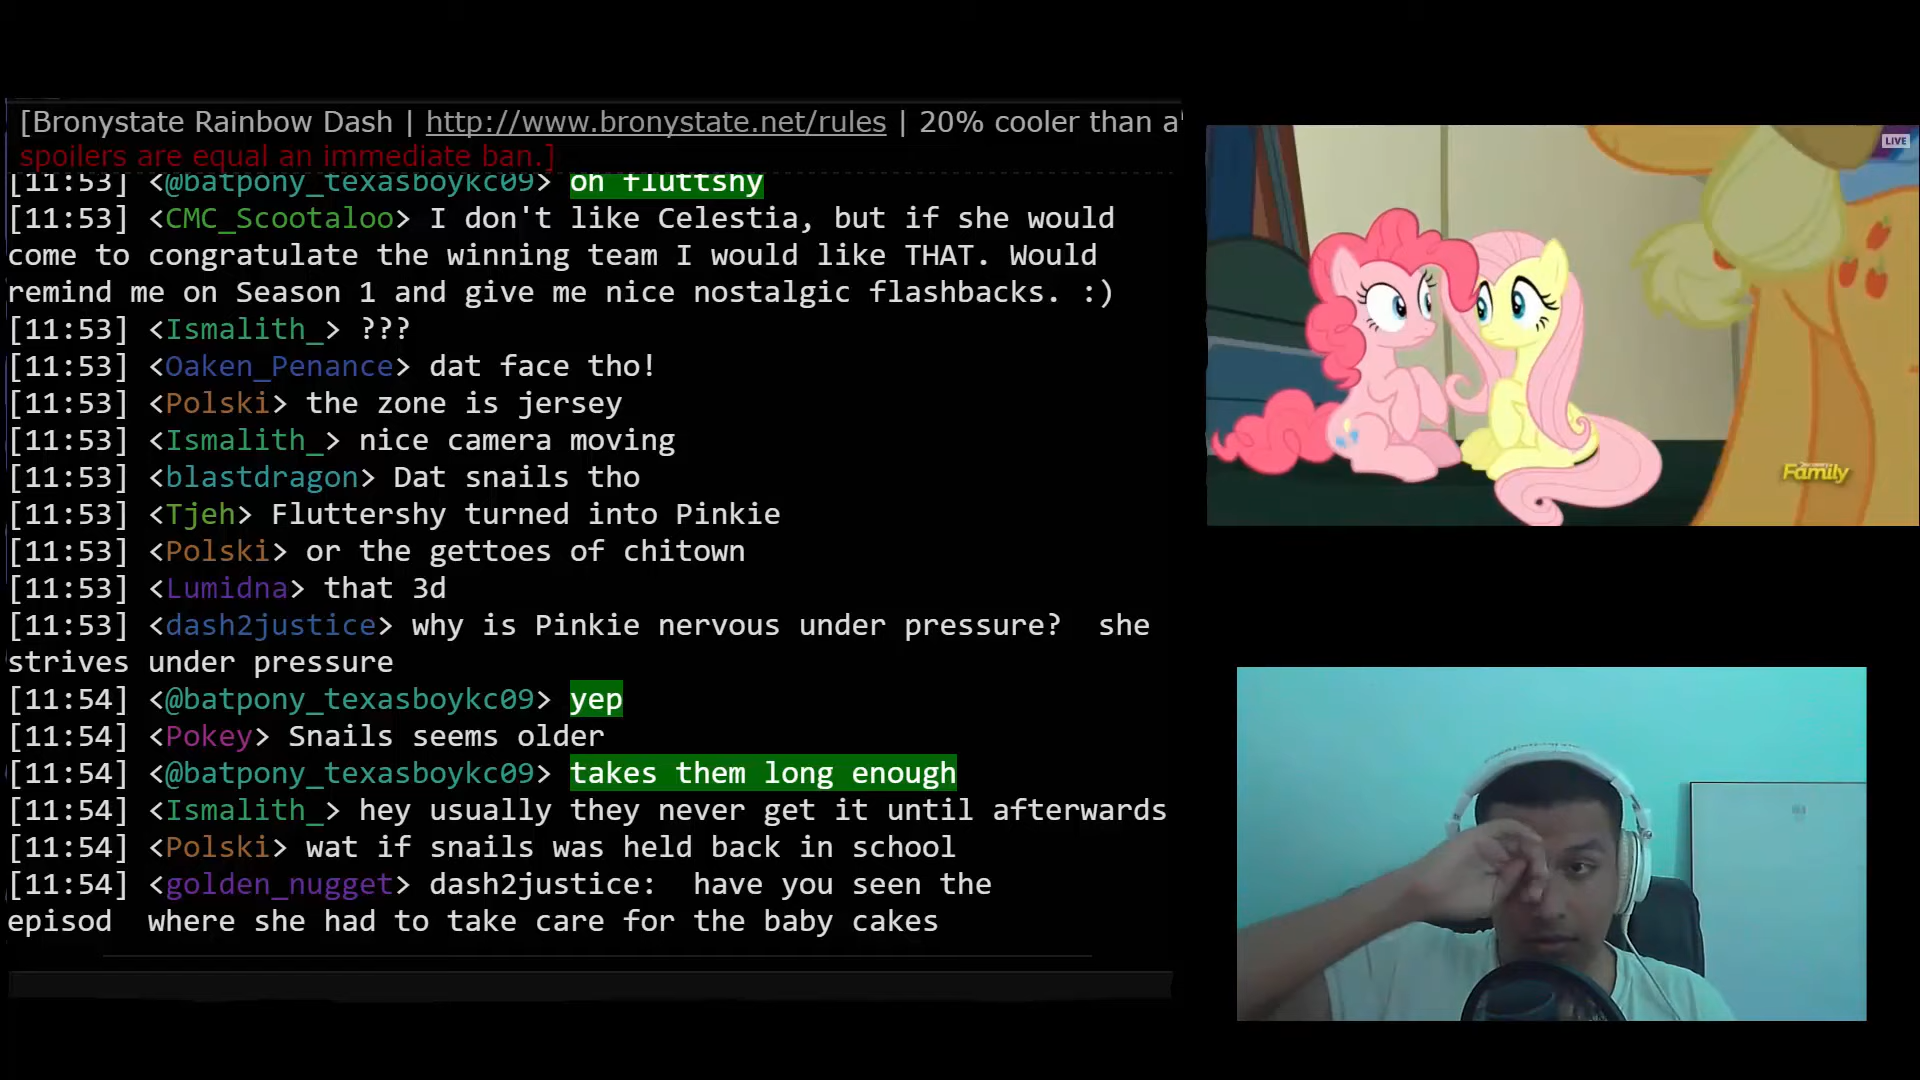 [Bronystate Rainbow Dash | http://www.bronystate.net/rules | 20% cooler than a
spoilers are equal an immediate ban.]
[11:53] <@batpony_texasboykc09> oh fluttshy
[11:53] <CMC_Scootaloo> I don't like Celestia, but if she would
come to congratulate the winning team I would like THAT. Would
remind me on Season 1 and give me nice nostalgic flashbacks. :)
[11:53] <Ismalith_> ???
[11:53] <Oaken_Penance> dat face tho!
[11:53] <Polski> the zone is jersey
[11:53] <Ismalith_> nice camera moving
[11:53] <blastdragon> Dat snails tho
[11:53] <Tjeh> Fluttershy turned into Pinkie
[11:53] <Polski> or the gettoes of chitown
[11:53] <Lumidna> that 3d
[11:53] <dash2justice> why is Pinkie nervous under pressure?  she
strives under pressure
[11:54] <@batpony_texasboykc09> yep
[11:54] <Pokey> Snails seems older
[11:54] <@batpony_texasboykc09> takes them long enough
[11:54] <Ismalith_> hey usually they never get it until afterwards
[11:54] <Polski> wat if snails was held back in school
[11:54] <golden_nugget> dash2justice:  have you seen the
episod  where she had to take care for the baby cakes
LIVE
Discovery
Family